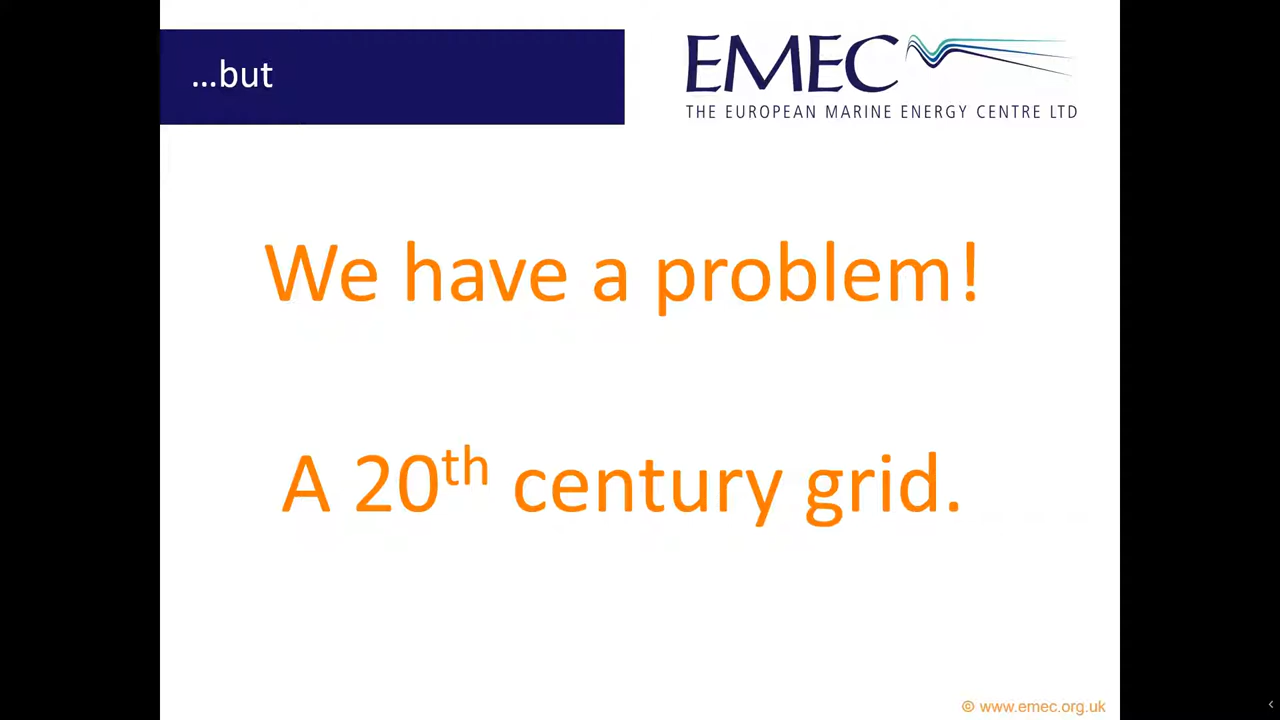 ...but
EMEC
THE EUROPEAN MARINE ENERGY CENTRE LTD
We have a problem!
A 20th century grid.
© www.emec.org.uk